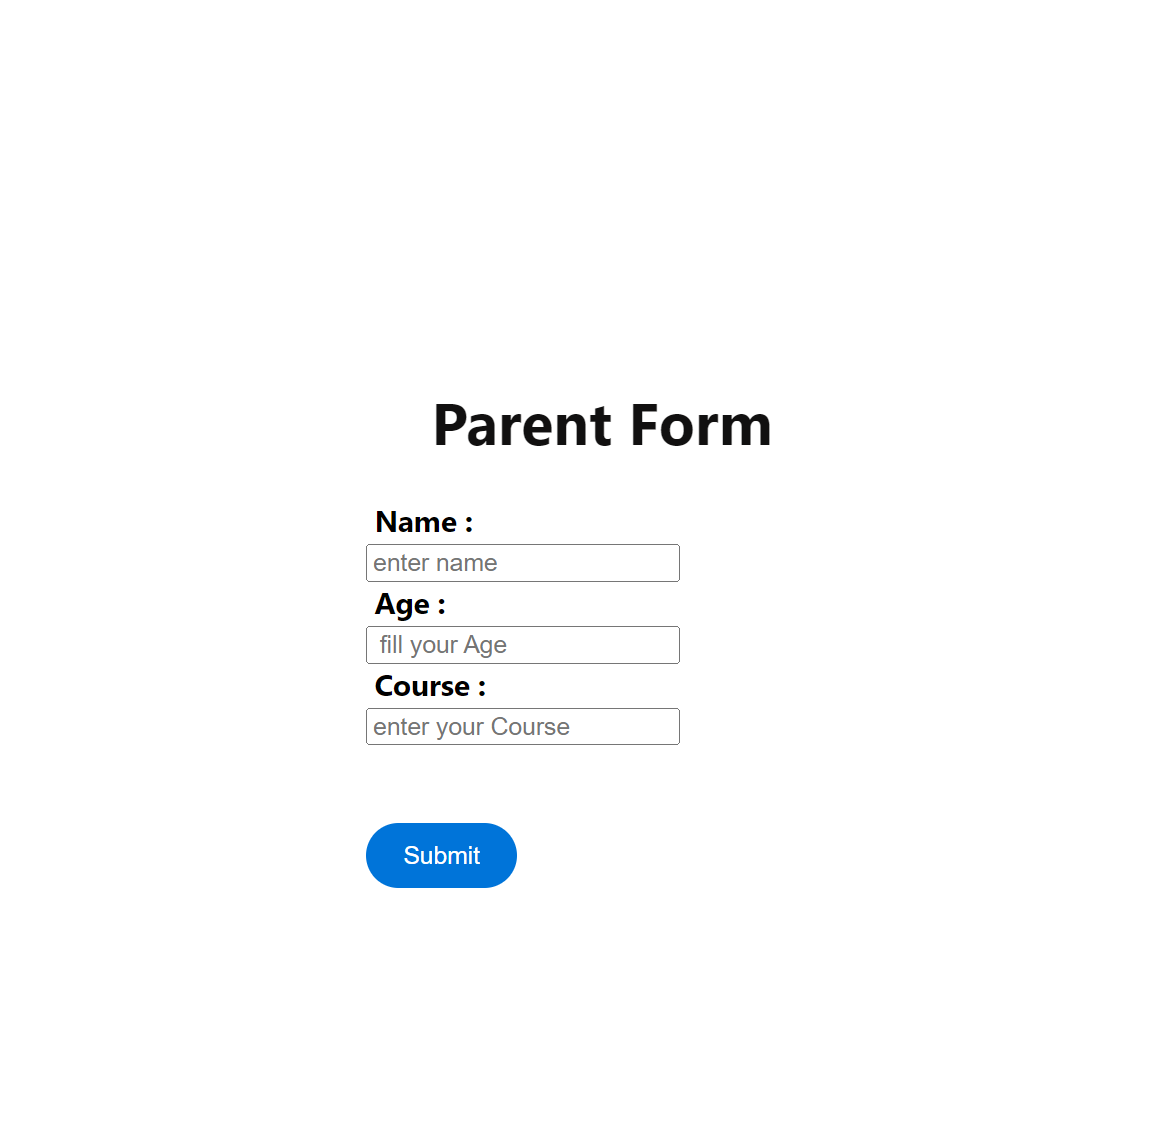 Parent Form
Name :
enter name
Age :
fill your Age
Course :
enter your Course
Submit